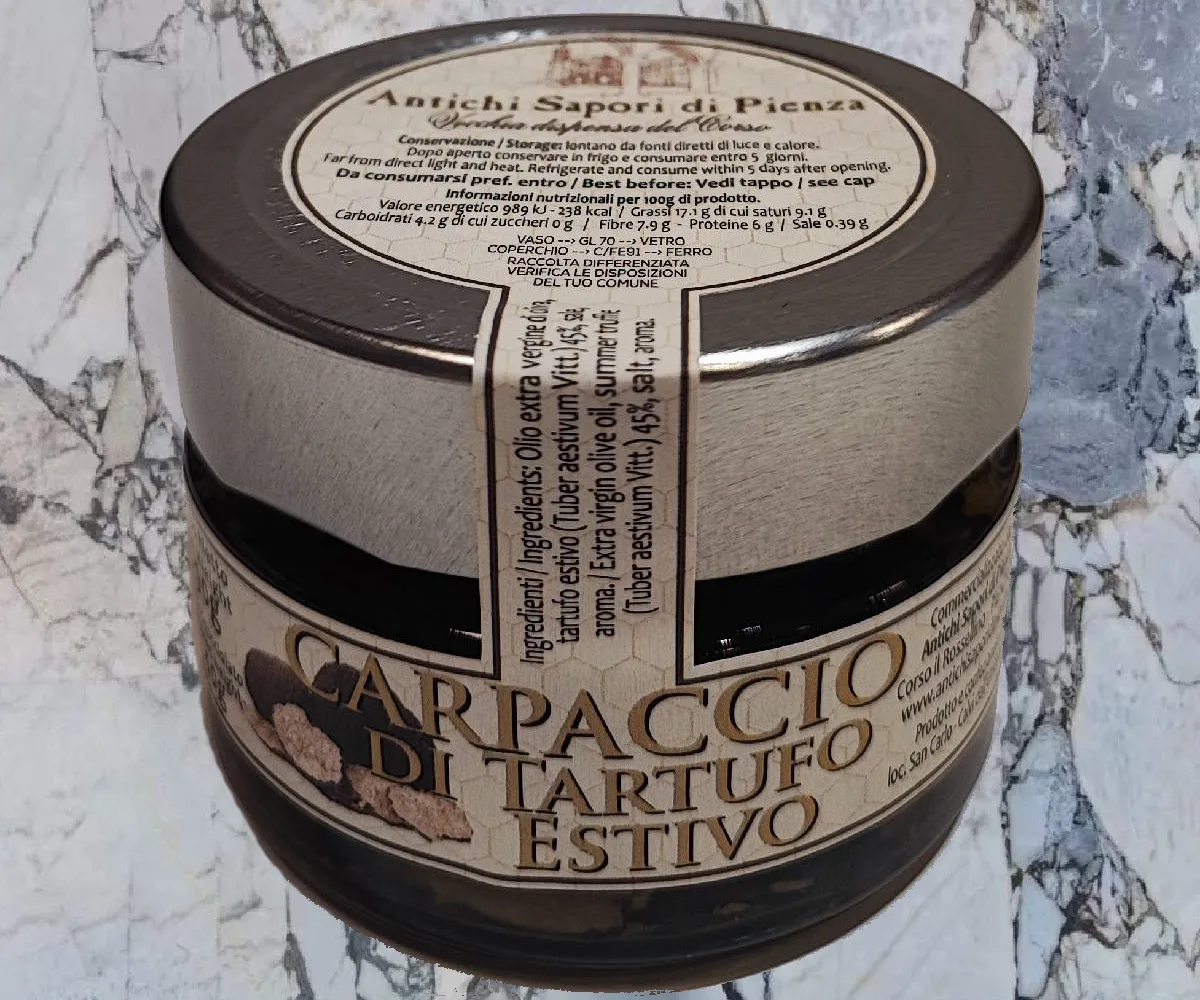 Antichi Sapori di Pienza
Vecchia dispensa del Corso
Conservazione / Storage: lontano da fonti diretti di luce e calore.
Dopo aperto conservare in frigo e consumare entro 5 giorni.
Far from direct light and heat. Refrigerate and consume within 5 days after opening.
Da consumarsi pref. entro / Best before: Vedi tappo / see cap
Informazioni nutrizionali per 100g di prodotto.
Valore energetico 989 kJ - 238 kcal / Grassi 17.1 g di cui saturi 9.1 g
Carboidrati 4.2 g di cui zuccheri 0 g / Fibre 7.9 g - Proteine 6 g / Sale 0.39 g
VASO --> GL 70 --> VETRO
COPERCHIO --> C/FE91 --> FERRO
RACCOLTA DIFFERENZIATA
VERIFICA LE DISPOSIZIONI
DEL TUO COMUNE
Ingredienti / Ingredients: Olio extra vergine d'oliva,
tartufo estivo (Tuber aestivum Vitt.) 45%, sale,
aroma. / Extra virgin olive oil, summer truffle
(Tuber aestivum Vitt.) 45%, salt, aroma.
CARPACCIO
DI TARTUFO
ESTIVO
Antichi Sapori
Corso il Rossellino
Prodotto e
loc. San Carlo -